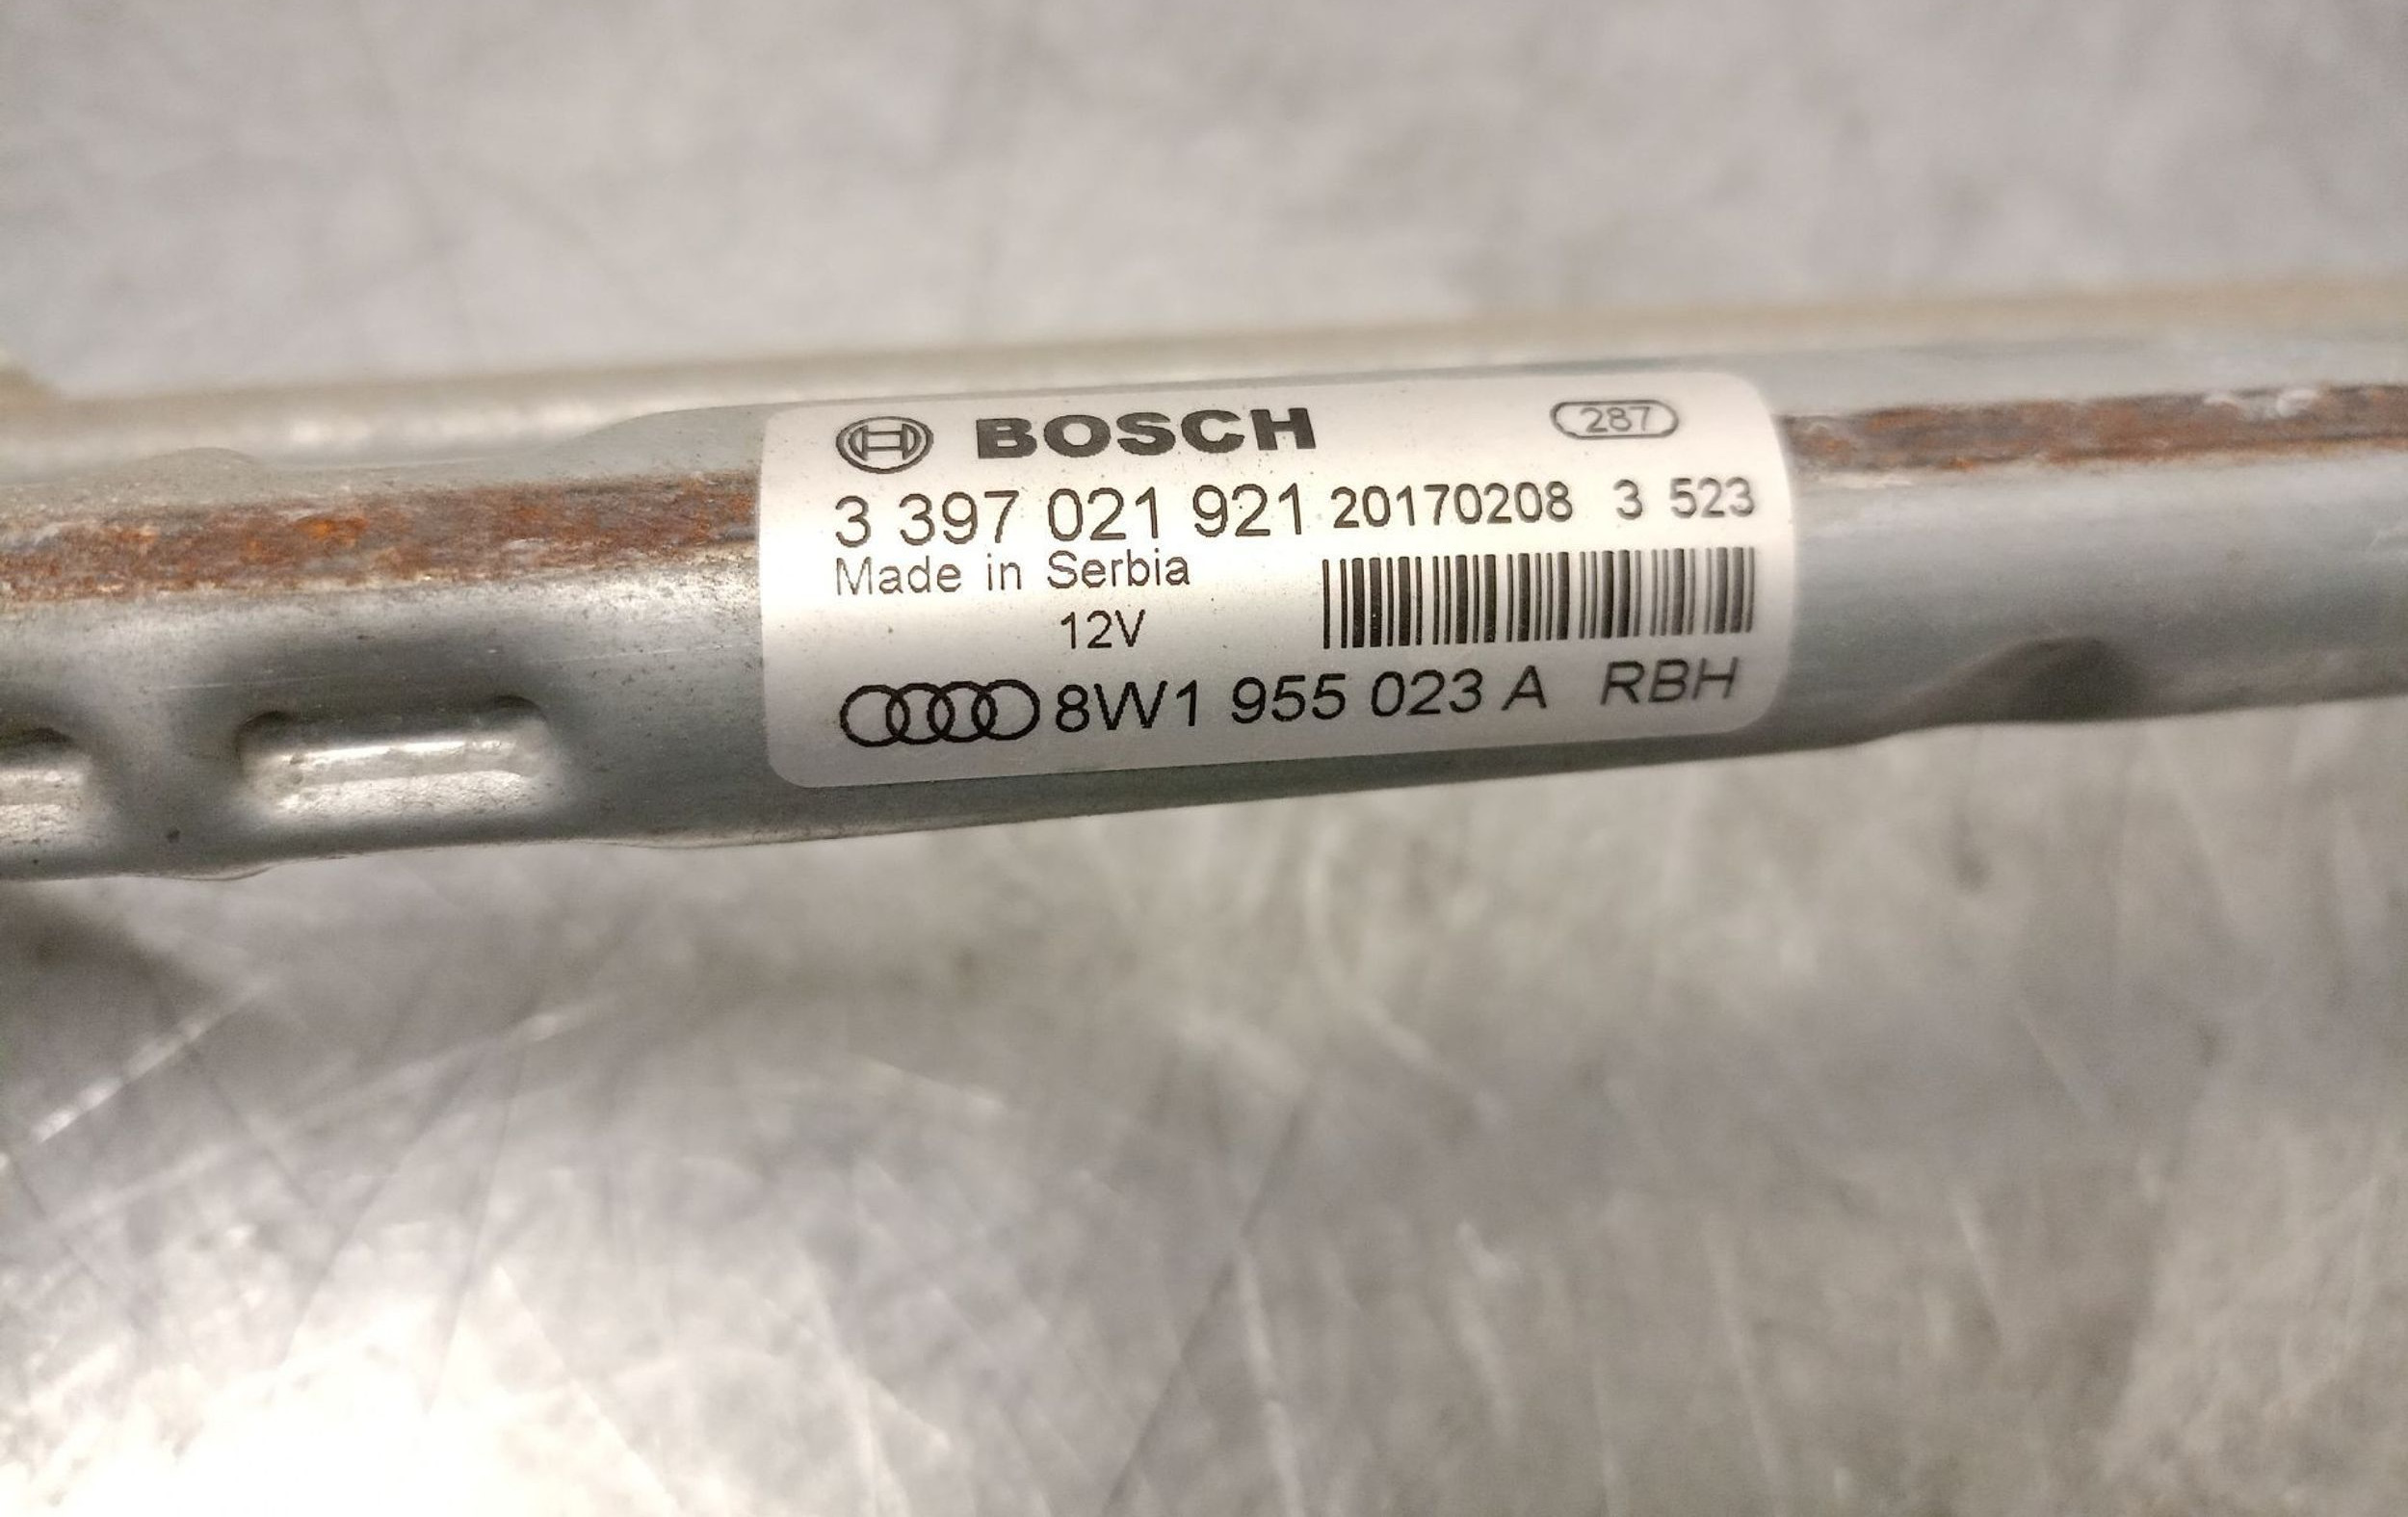 BOSCH 287
3 397 021 921 20170208 3 523
Made in Serbia
12V
8W1 955 023 A RBH